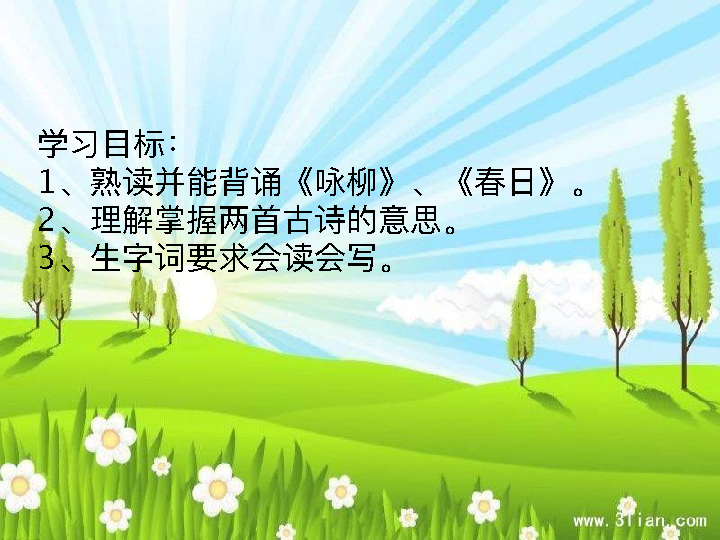 学习目标：
1、熟读并能背诵《咏柳》、《春日》。
2、理解掌握两首古诗的意思。
3、生字词要求会读会写。
www.3lian.com